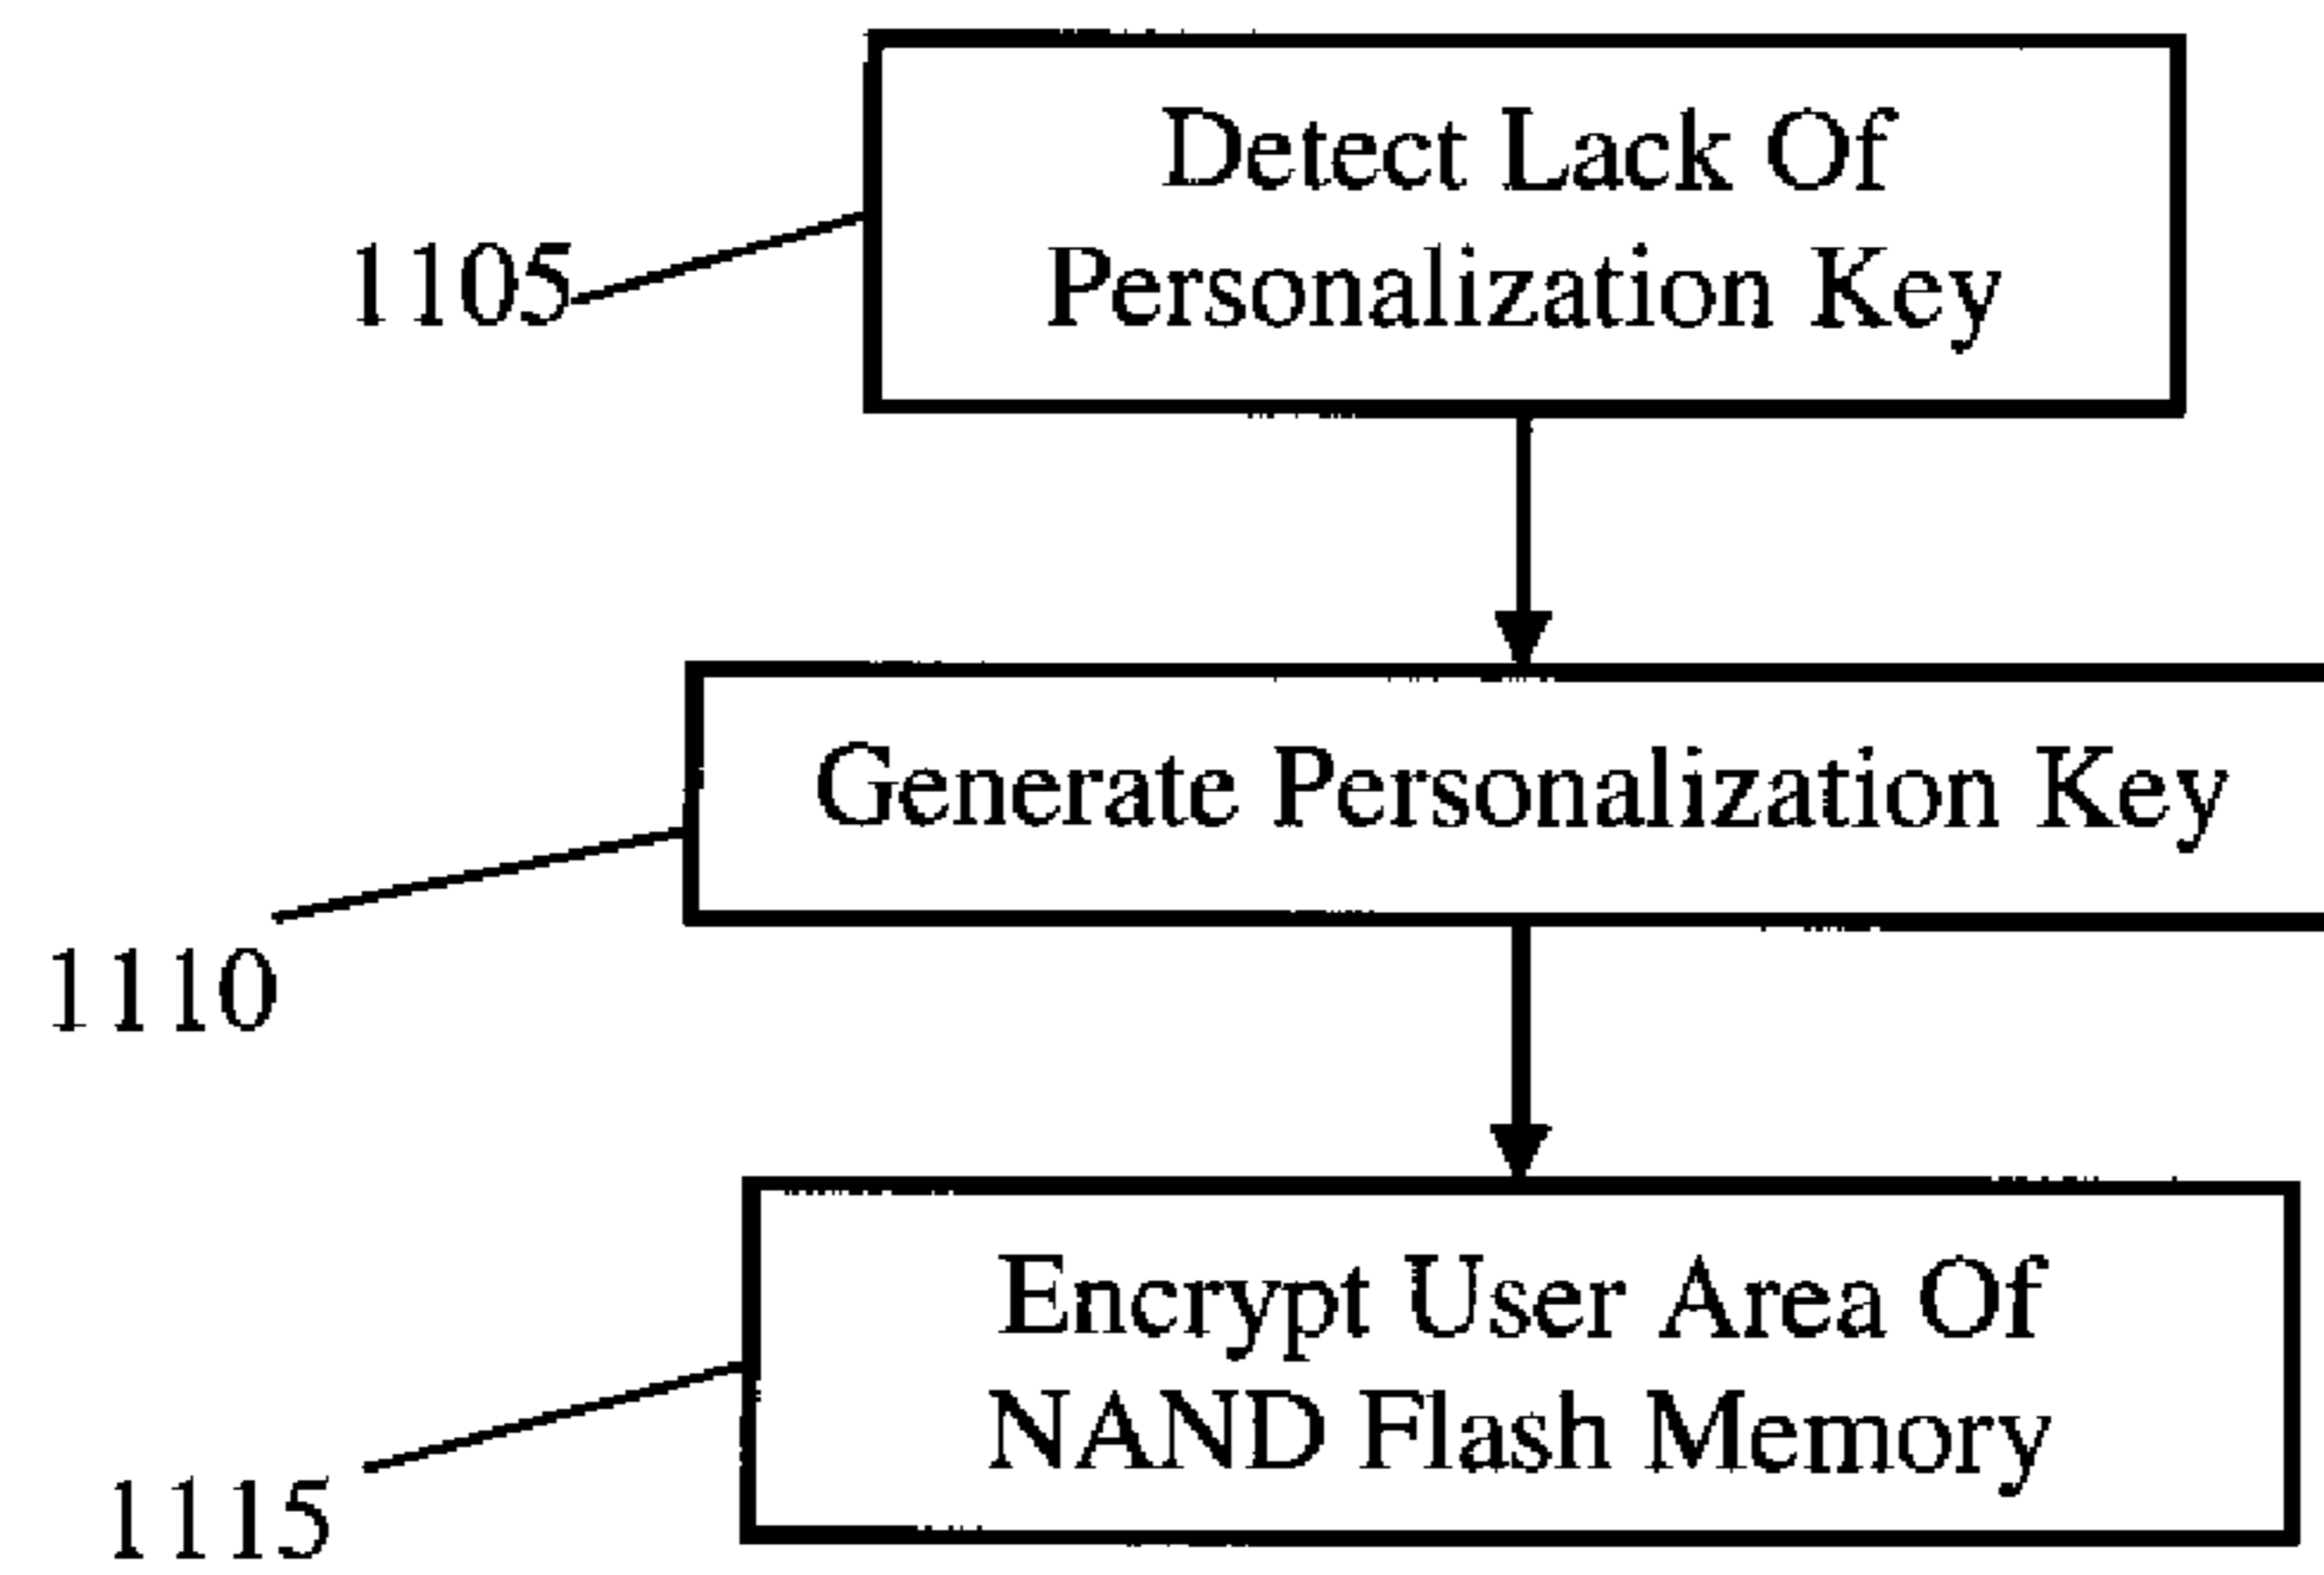 Detect Lack Of
Personalization Key
1105
Generate Personalization Key
1110
Encrypt User Area Of
NAND Flash Memory
1115